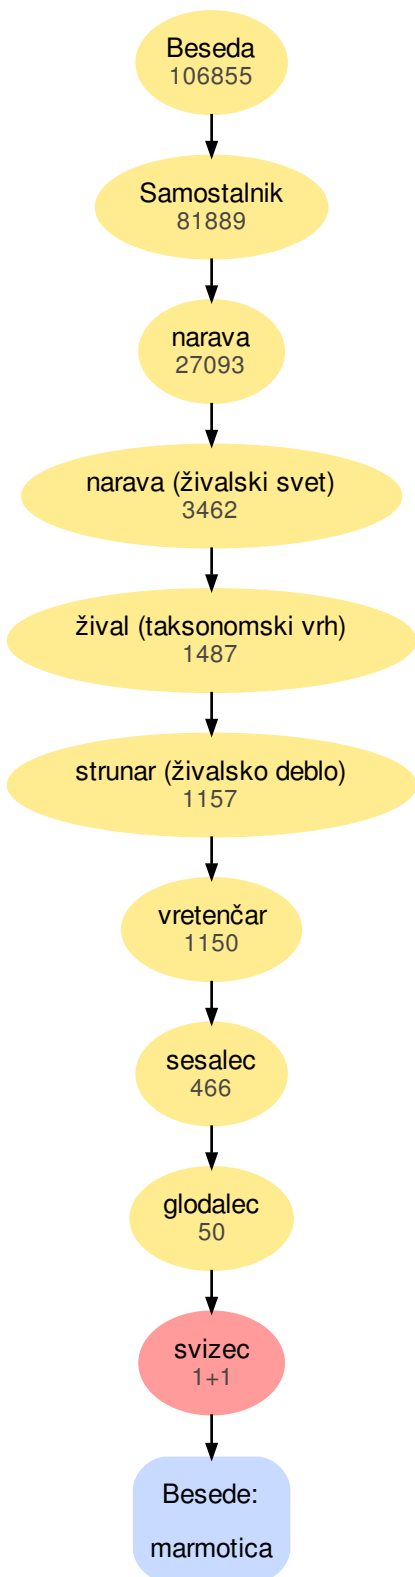 Beseda
106855
Samostalnik
81889
narava
27093
narava (živalski svet)
3462
žival (taksonomski vrh)
1487
strunar (živalsko deblo)
1157
vretenčar
1150
sesalec
466
glodalec
50
svizec
1+1
Besede:
marmotica